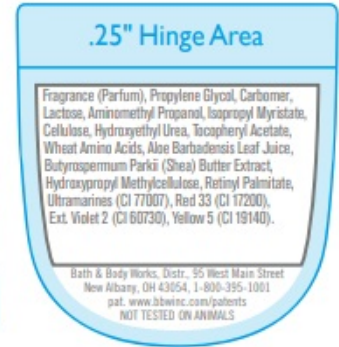 .25" Hinge Area
Fragrance (Parfum), Propylene Glycol, Carbomer,
Lactose, Aminomethyl Propanol, Isopropyl Myristate,
Cellulose, Hydroxyethyl Urea, Tocopheryl Acetate,
Wheat Amino Acids, Aloe Barbadensis Leaf Juice,
Butyrospermum Parkii (Shea) Butter Extract,
Hydroxypropyl Methylcellulose, Retinyl Palmitate,
Ultramarines (CI 77007), Red 33 (CI 17200),
Ext. Violet 2 (CI 60730), Yellow 5 (CI 19140).
Bath & Body Works, Distr., 95 West Main Street
New Albany, OH 43054, 1-800-395-1001
pat. www.bbwinc.com/patents
NOT TESTED ON ANIMALS